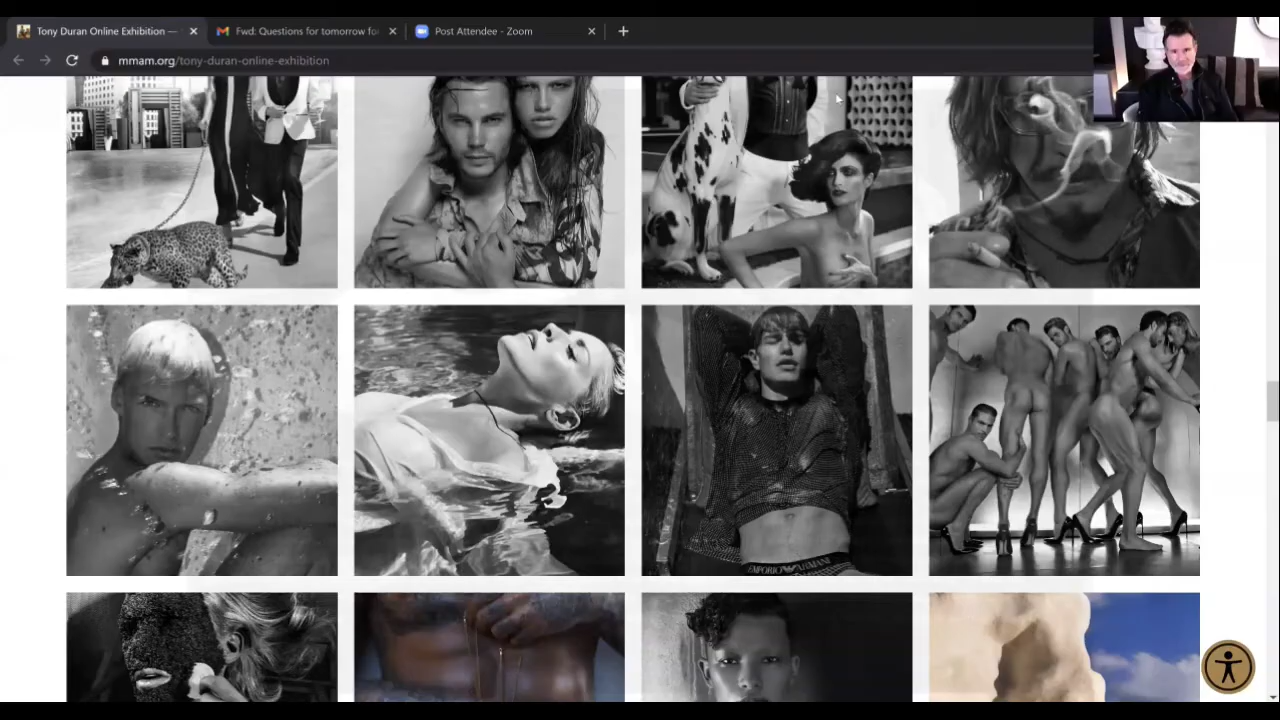 Tony Duran Online Exhibition —
Fwd: Questions for tomorrow fo
Post Attendee - Zoom
mmam.org/tony-duran-online-exhibition
EMPORIO ARMANI